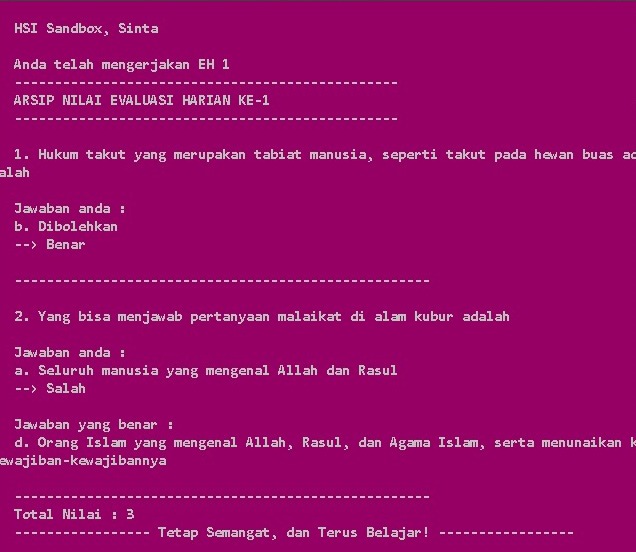 HSI Sandbox, Sinta
Anda telah mengerjakan EH 1
------------------------------------------------
ARSIP NILAI EVALUASI HARIAN KE-1
------------------------------------------------
1. Hukum takut yang merupakan tabiat manusia, seperti takut pada hewan buas ad
alah
Jawaban anda :
b. Dibolehkan
--> Benar
----------------------------------------------------
2. Yang bisa menjawab pertanyaan malaikat di alam kubur adalah
Jawaban anda :
a. Seluruh manusia yang mengenal Allah dan Rasul
--> Salah
Jawaban yang benar :
d. Orang Islam yang mengenal Allah, Rasul, dan Agama Islam, serta menunaikan k
ewajiban-kewajibannya
----------------------------------------------------
Total Nilai : 3
----------------- Tetap Semangat, dan Terus Belajar! -----------------